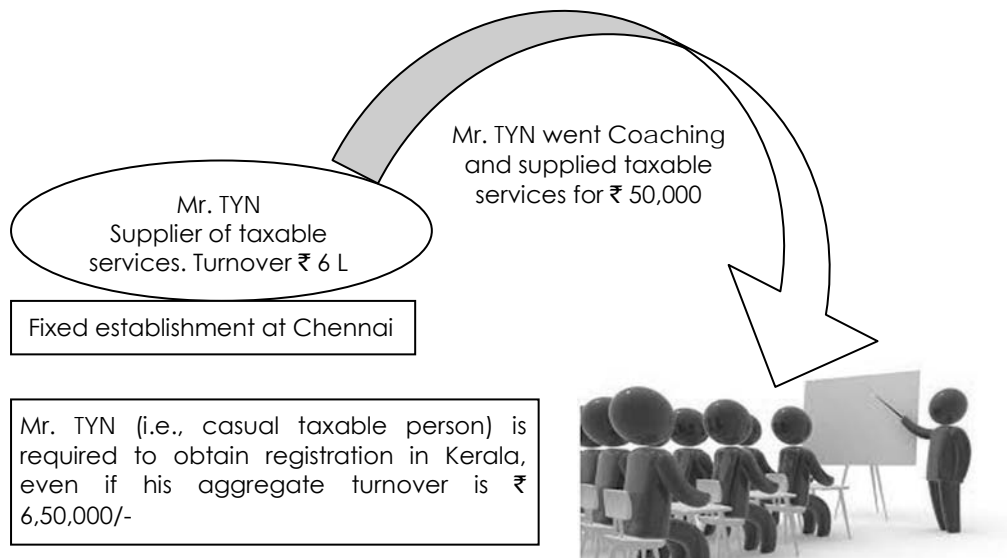 Mr. TYN went Coaching
and supplied taxable
services for ₹ 50,000
Mr. TYN
Supplier of taxable
services. Turnover ₹ 6 L
Fixed establishment at Chennai
Mr. TYN (i.e., casual taxable person) is
required to obtain registration in Kerala,
even if his aggregate turnover is ₹
6,50,000/-